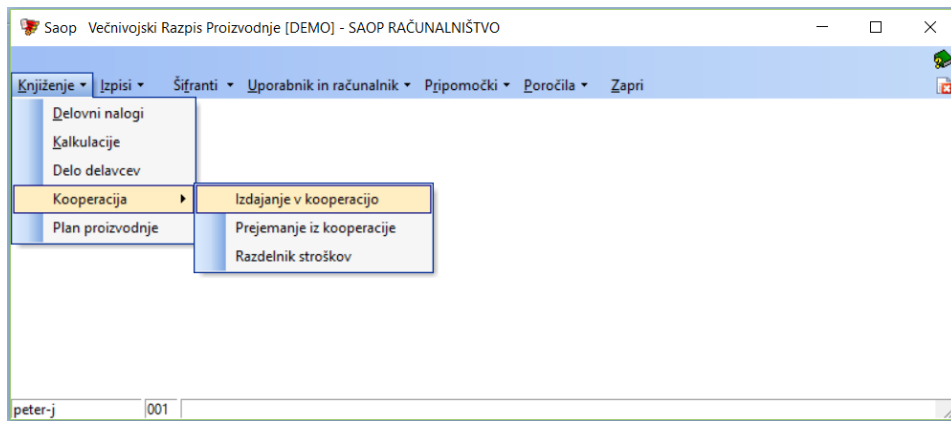 Saop Večnivojski Razpis Proizvodnje [DEMO] - SAOP RAČUNALNIŠTVO
Knjiženje Izpisi Šifranti Uporabnik in računalnik Pripomočki Poročila Zapri
Delovni nalogi
Kalkulacije
Delo delavcev
Kooperacija
Plan proizvodnje
Izdajanje v kooperacijo
Prejemanje iz kooperacije
Razdelnik stroškov
peter-j 001